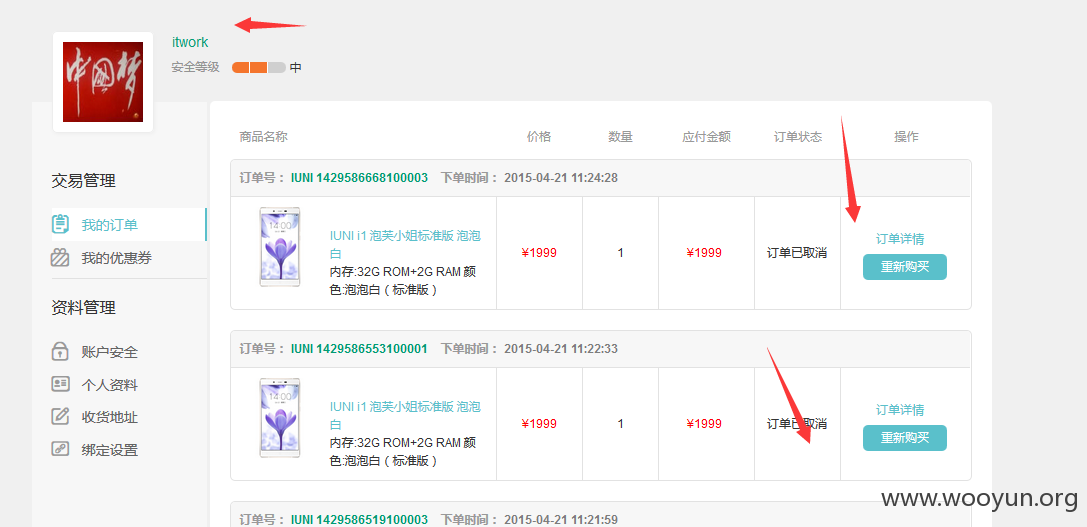 中国梦
itwork
安全等级 中
交易管理
我的订单
我的优惠券
资料管理
账户安全
个人资料
收货地址
绑定设置
商品名称 价格 数量 应付金额 订单状态 操作
订单号： IUNI 1429586668100003 下单时间： 2015-04-21 11:24:28
14:00
IUNI i1 泡芙小姐标准版 泡泡
白
内存:32G ROM+2G RAM 颜
色:泡泡白（标准版）
¥1999 1 ¥1999 订单已取消 订单详情
重新购买
订单号： IUNI 1429586553100001 下单时间： 2015-04-21 11:22:33
14:00
IUNI i1 泡芙小姐标准版 泡泡
白
内存:32G ROM+2G RAM 颜
色:泡泡白（标准版）
¥1999 1 ¥1999 订单已取消 订单详情
重新购买
订单号： IUNI 1429586519100003 下单时间： 2015-04-21 11:21:59
www.wooyun.org